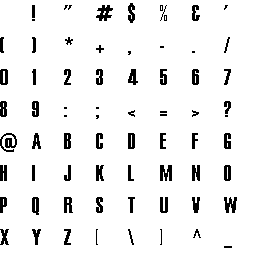 ! " # $ % & '
( ) * + , - . /
0 1 2 3 4 5 6 7
8 9 : ; < = > ?
@ A B C D E F G
H I J K L M N O
P Q R S T U V W
X Y Z [ \ ] ^ _